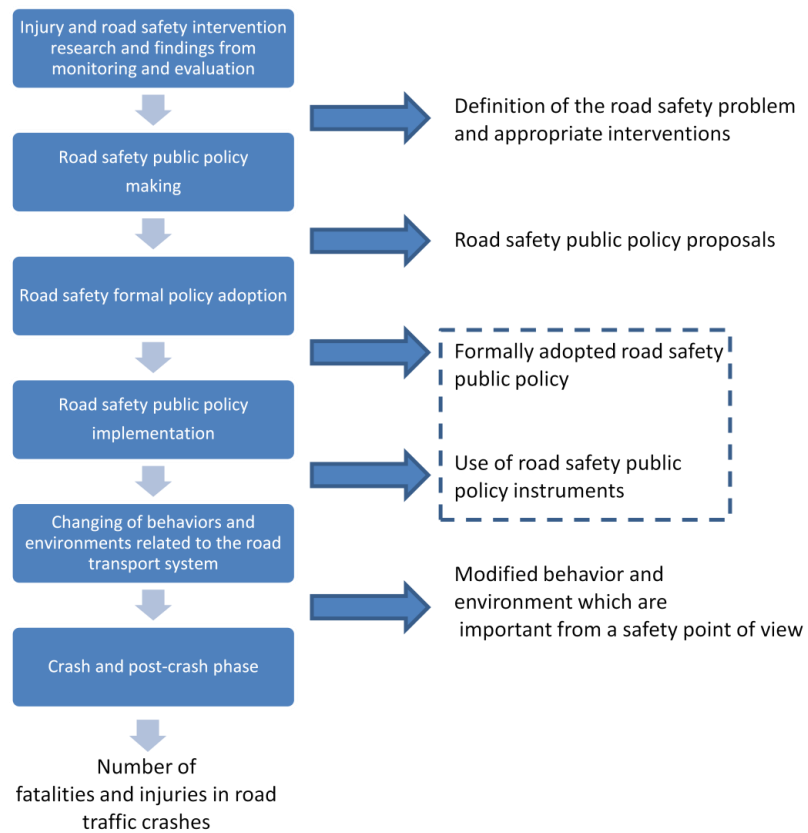 Injury and road safety intervention
research and findings from
monitoring and evaluation
Definition of the road safety problem
and appropriate interventions
Road safety public policy
making
Road safety public policy proposals
Road safety formal policy adoption
Formally adopted road safety
public policy
Road safety public policy
implementation
Use of road safety public
policy instruments
Changing of behaviors and
environments related to the road
transport system
Modified behavior and
environment which are
important from a safety point of view
Crash and post-crash phase
Number of
fatalities and injuries in road
traffic crashes